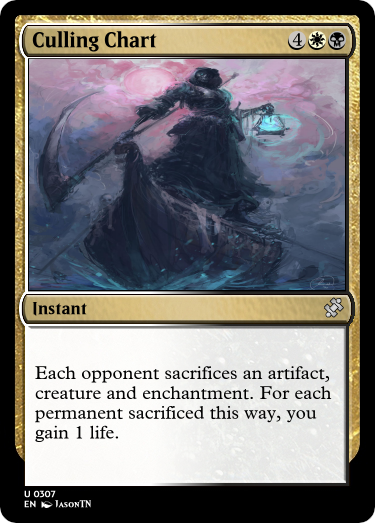 Culling Chart 4
Instant
Each opponent sacrifices an artifact,
creature and enchantment. For each
permanent sacrificed this way, you
gain 1 life.
U 0307
EN JASONTN